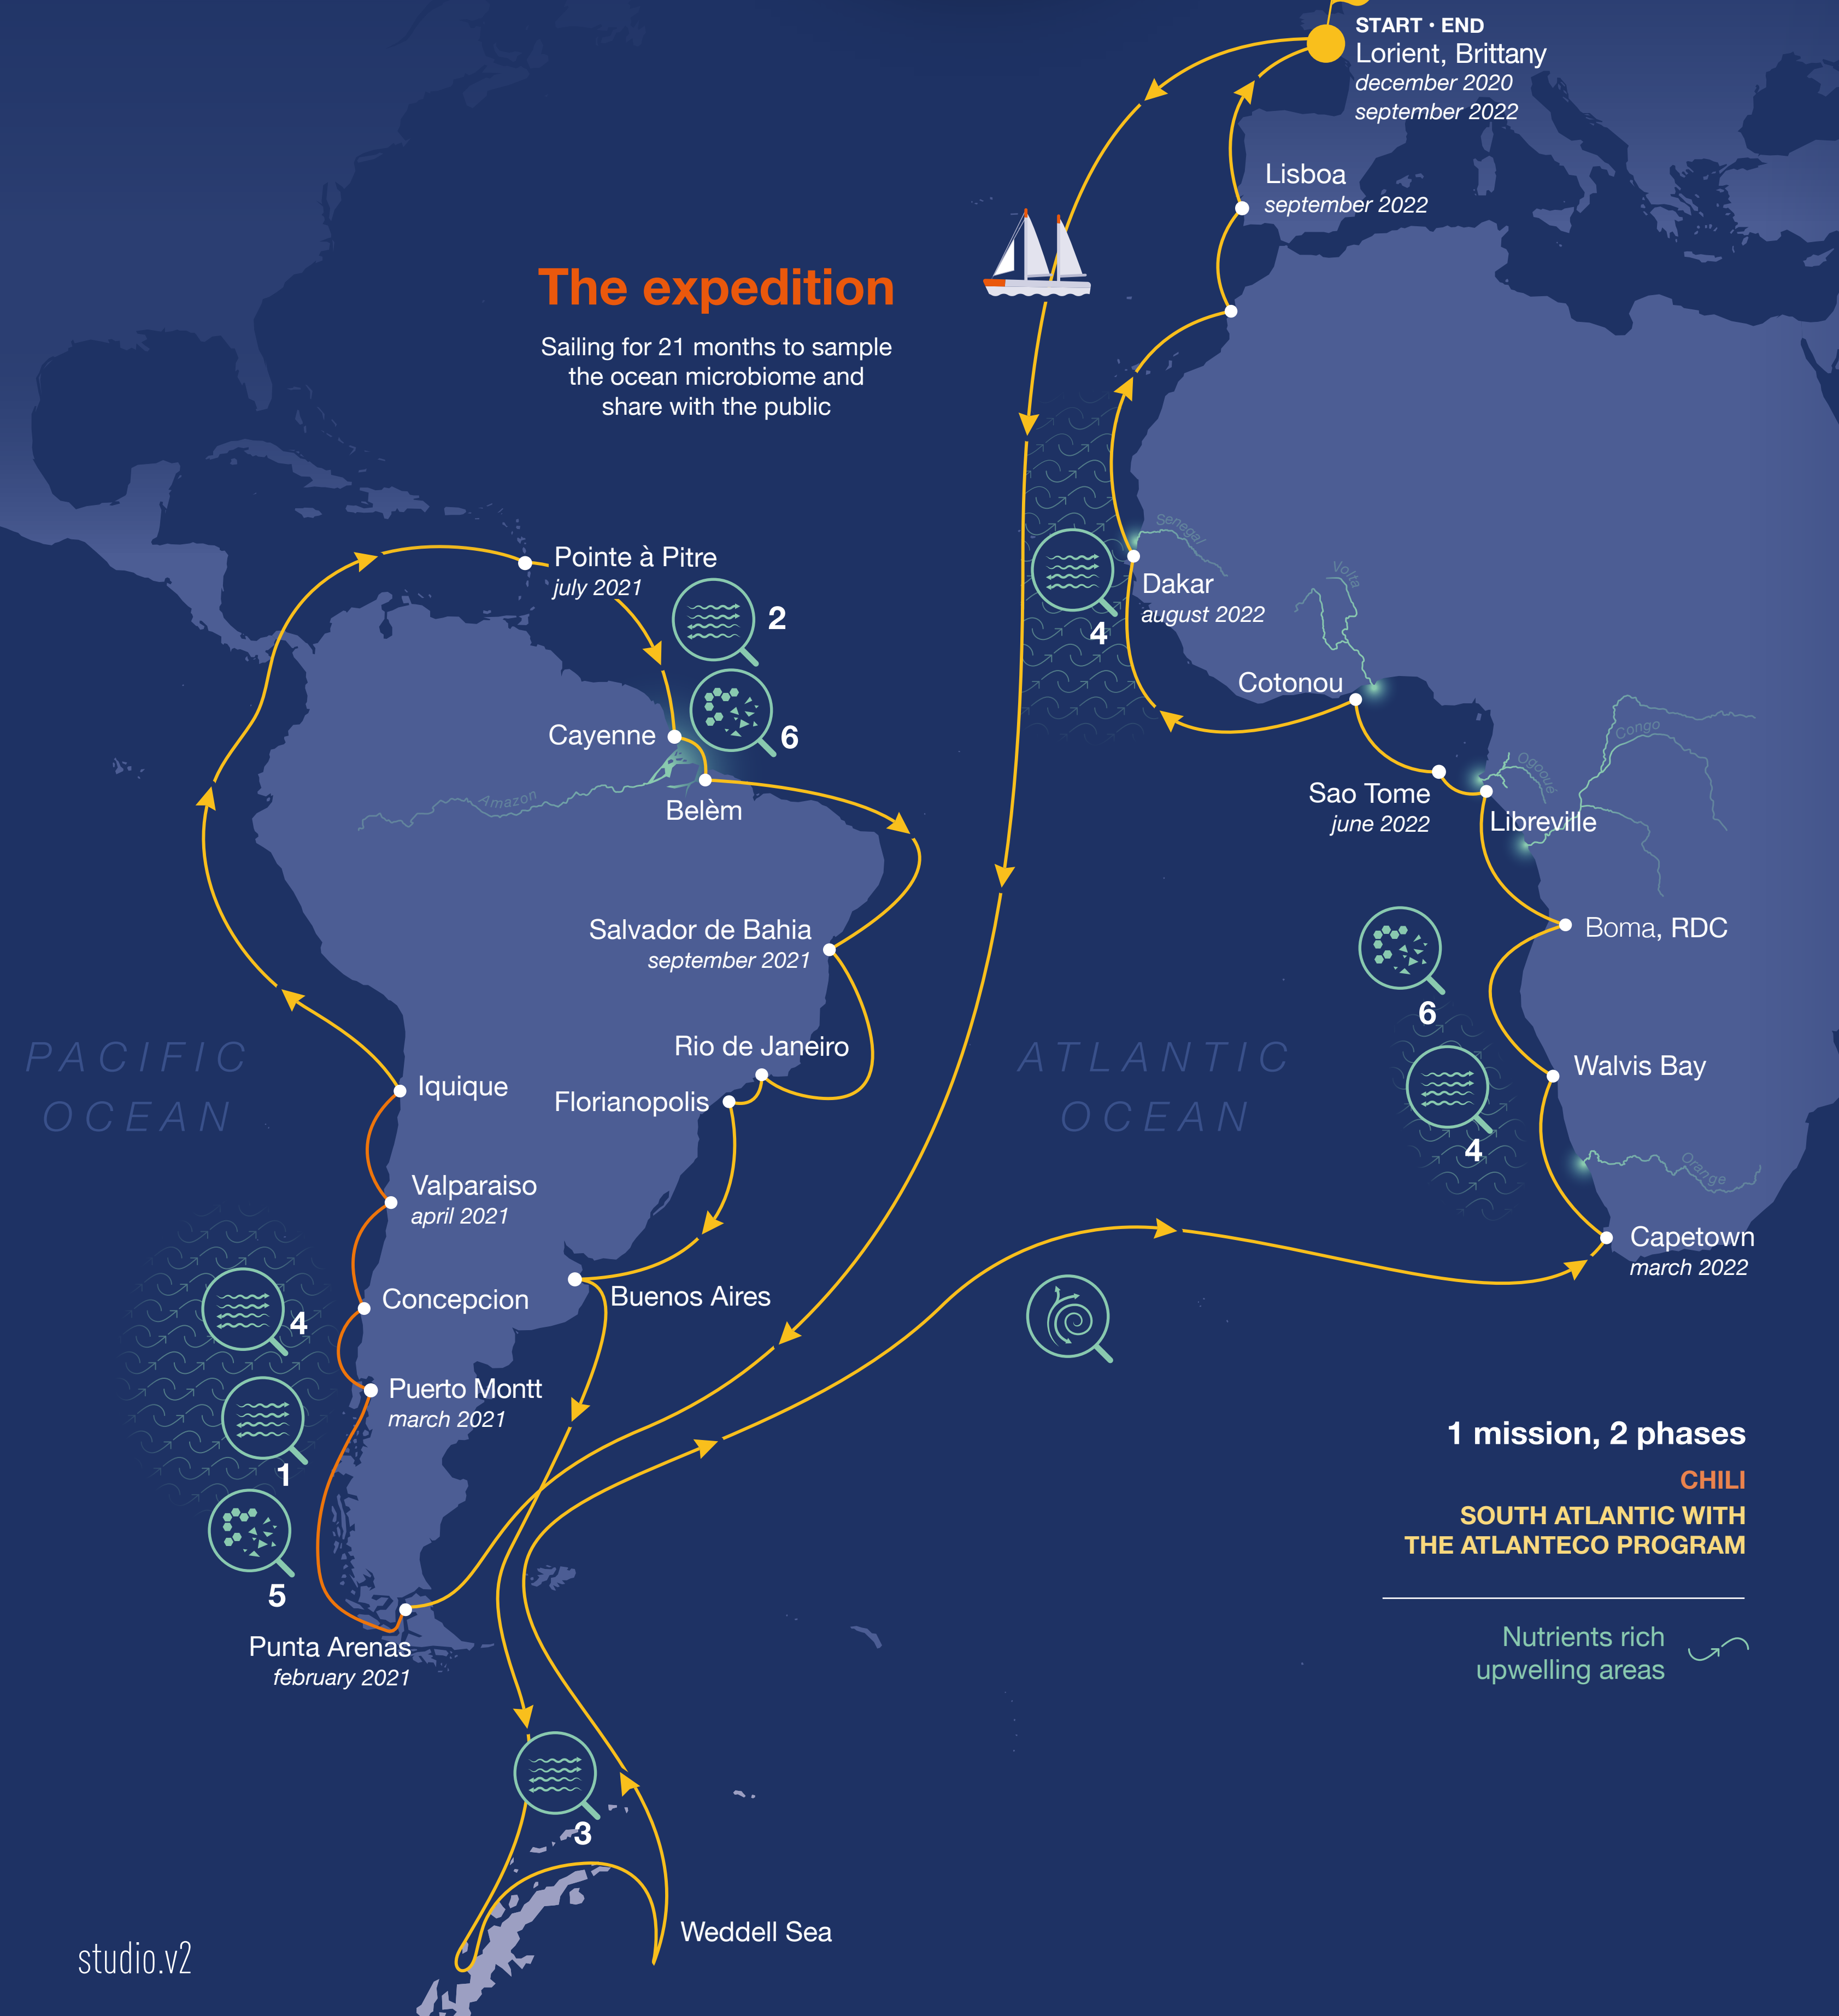 START • END
Lorient, Brittany
december 2020
september 2022
Lisboa
september 2022
The expedition
Sailing for 21 months to sample
the ocean microbiome and
share with the public
Pointe à Pitre
july 2021
2
6
Cayenne
Amazon
Belèm
Senegal
Dakar
august 2022
4
Volta
Cotonou
Congo
Ogooué
Sao Tome
june 2022
Libreville
Salvador de Bahia
september 2021
Boma, RDC
6
Rio de Janeiro
Florianopolis
PACIFIC
OCEAN
ATLANTIC
OCEAN
Iquique
Walvis Bay
4
Orange
Valparaiso
april 2021
Capetown
march 2022
Concepcion
4
Buenos Aires
Puerto Montt
march 2021
1
5
Punta Arenas
february 2021
1 mission, 2 phases
CHILI
SOUTH ATLANTIC WITH
THE ATLANTECO PROGRAM
Nutrients rich
upwelling areas
3
Weddell Sea
studio.v2